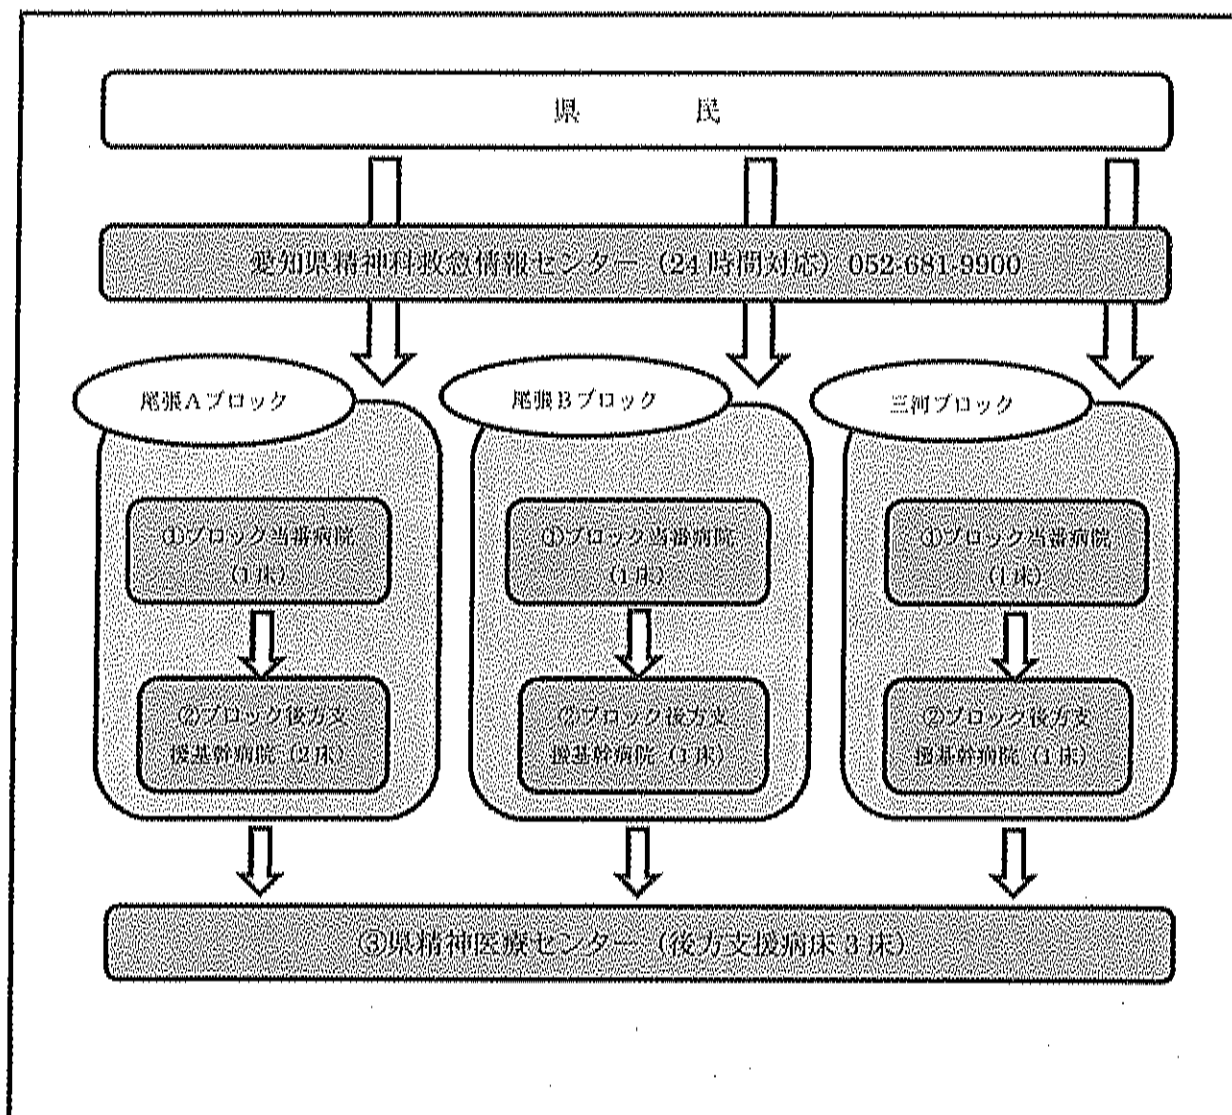 県 民
愛知県精神科救急情報センター（24時間対応）052-681-9900
尾張Aブロック
尾張Bブロック
三河ブロック
①ブロック当番病院
（1床）
①ブロック当番病院
（1床）
①ブロック当番病院
（1床）
②ブロック後方支
援基幹病院（2床）
②ブロック後方支
援基幹病院（1床）
②ブロック後方支
援基幹病院（1床）
③県精神医療センター（後方支援病床3床）